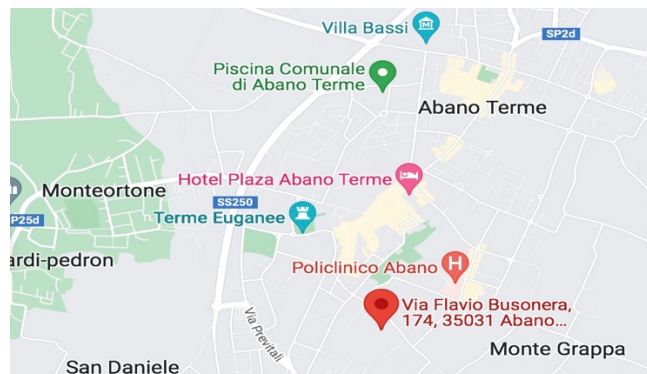 Villa Bassi
SP2d
Piscina Comunale
di Abano Terme
Abano Terme
Hotel Plaza Abano Terme
Monteortone
SS250
P25d
Terme Euganee
ardi-pedron
Policlinico Abano
H
Via Flavio Busonera,
174, 35031 Abano...
Via Previtali
Monte Grappa
San Daniele